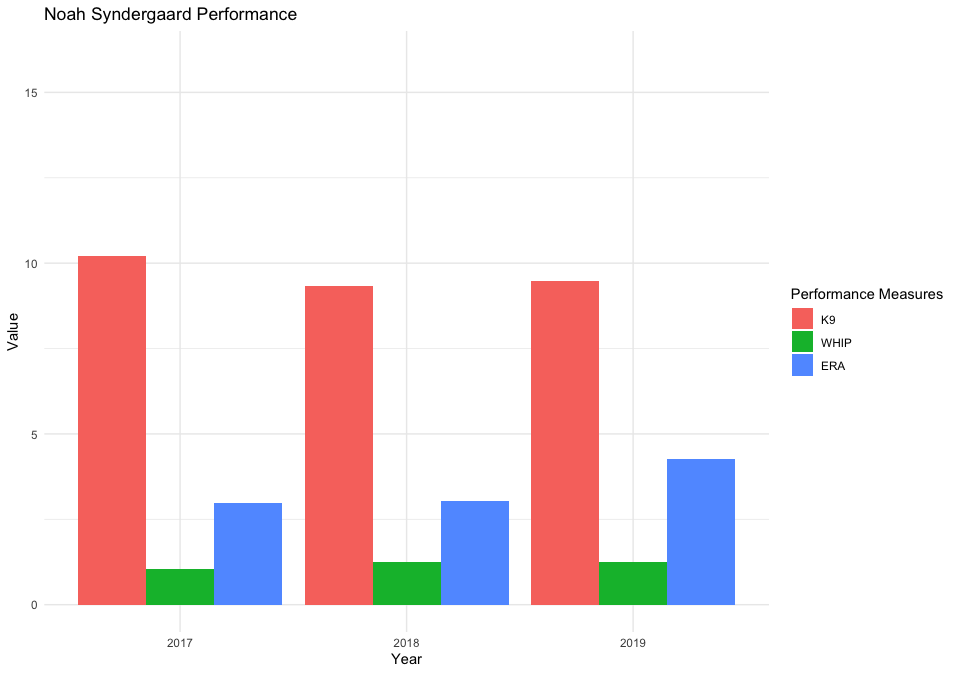 Noah Syndergaard Performance
15
10
5
0
Value
2017 2018 2019
Year
Performance Measures
K9
WHIP
ERA